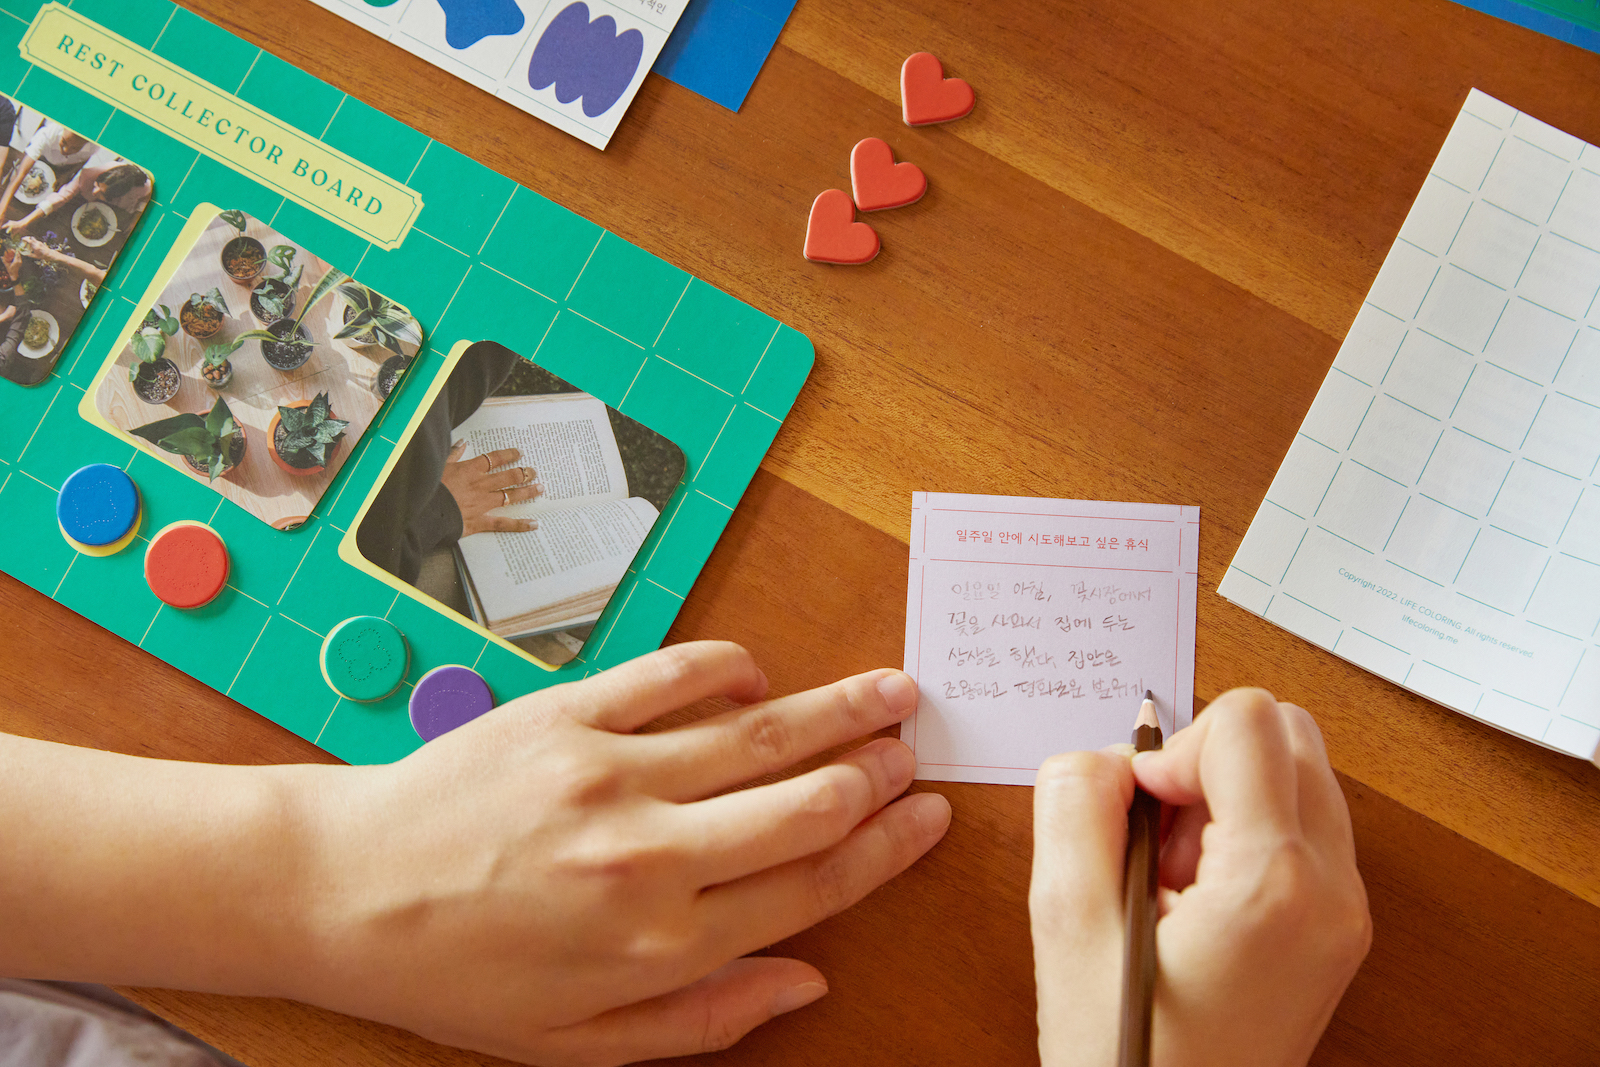 REST COLLECTOR BOARD
일주일 안에 시도해보고 싶은 휴식
일요일 아침, 꽃시장에서
꽃을 사와서 집에 두는
상상을 했다. 집안은
조용하고 평화로운 분위기
Copyright 2022. LIFE COLORING. All rights reserved.
lifecoloring.me